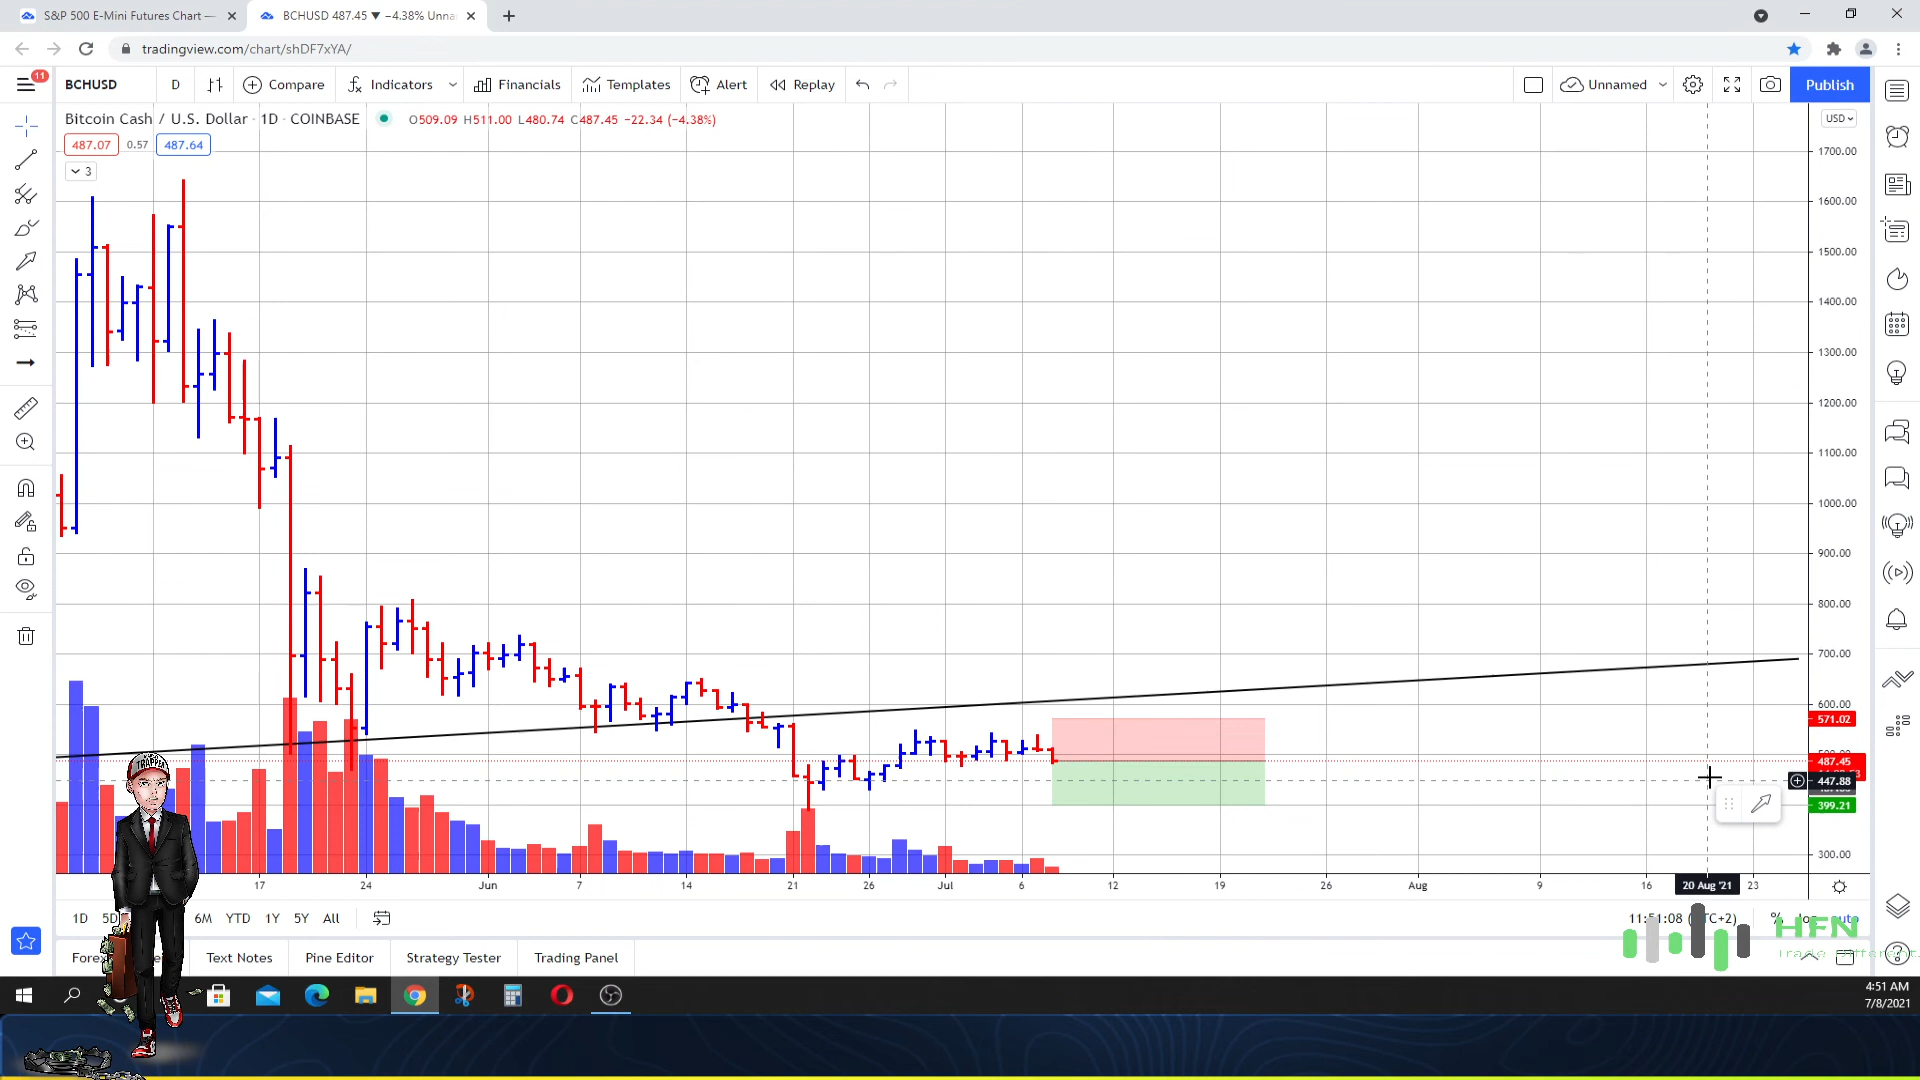 S&P 500 E-Mini Futures Chart —
BCHUSD 487.45 ▼ −4.38% Unna
tradingview.com/chart/shDF7xYA/
11
BCHUSD
D
Compare
Indicators
Financials
Templates
Alert
Replay
Unnamed
Publish
Bitcoin Cash / U.S. Dollar · 1D · COINBASE
O509.09 H511.00 L480.74 C487.45 −22.34 (−4.38%)
USD
487.07
0.57
487.64
3
1700.00
1600.00
1500.00
1400.00
1300.00
1200.00
1100.00
1000.00
900.00
800.00
700.00
600.00
571.02
487.45
447.88
399.21
300.00
TRAPPER
17
24
Jun
7
14
21
26
Jul
6
12
19
26
Aug
9
16
20 Aug '21
23
1D
5D
6M
YTD
1Y
5Y
All
%
HFN
Text Notes
Pine Editor
Strategy Tester
Trading Panel
4:51 AM
7/8/2021